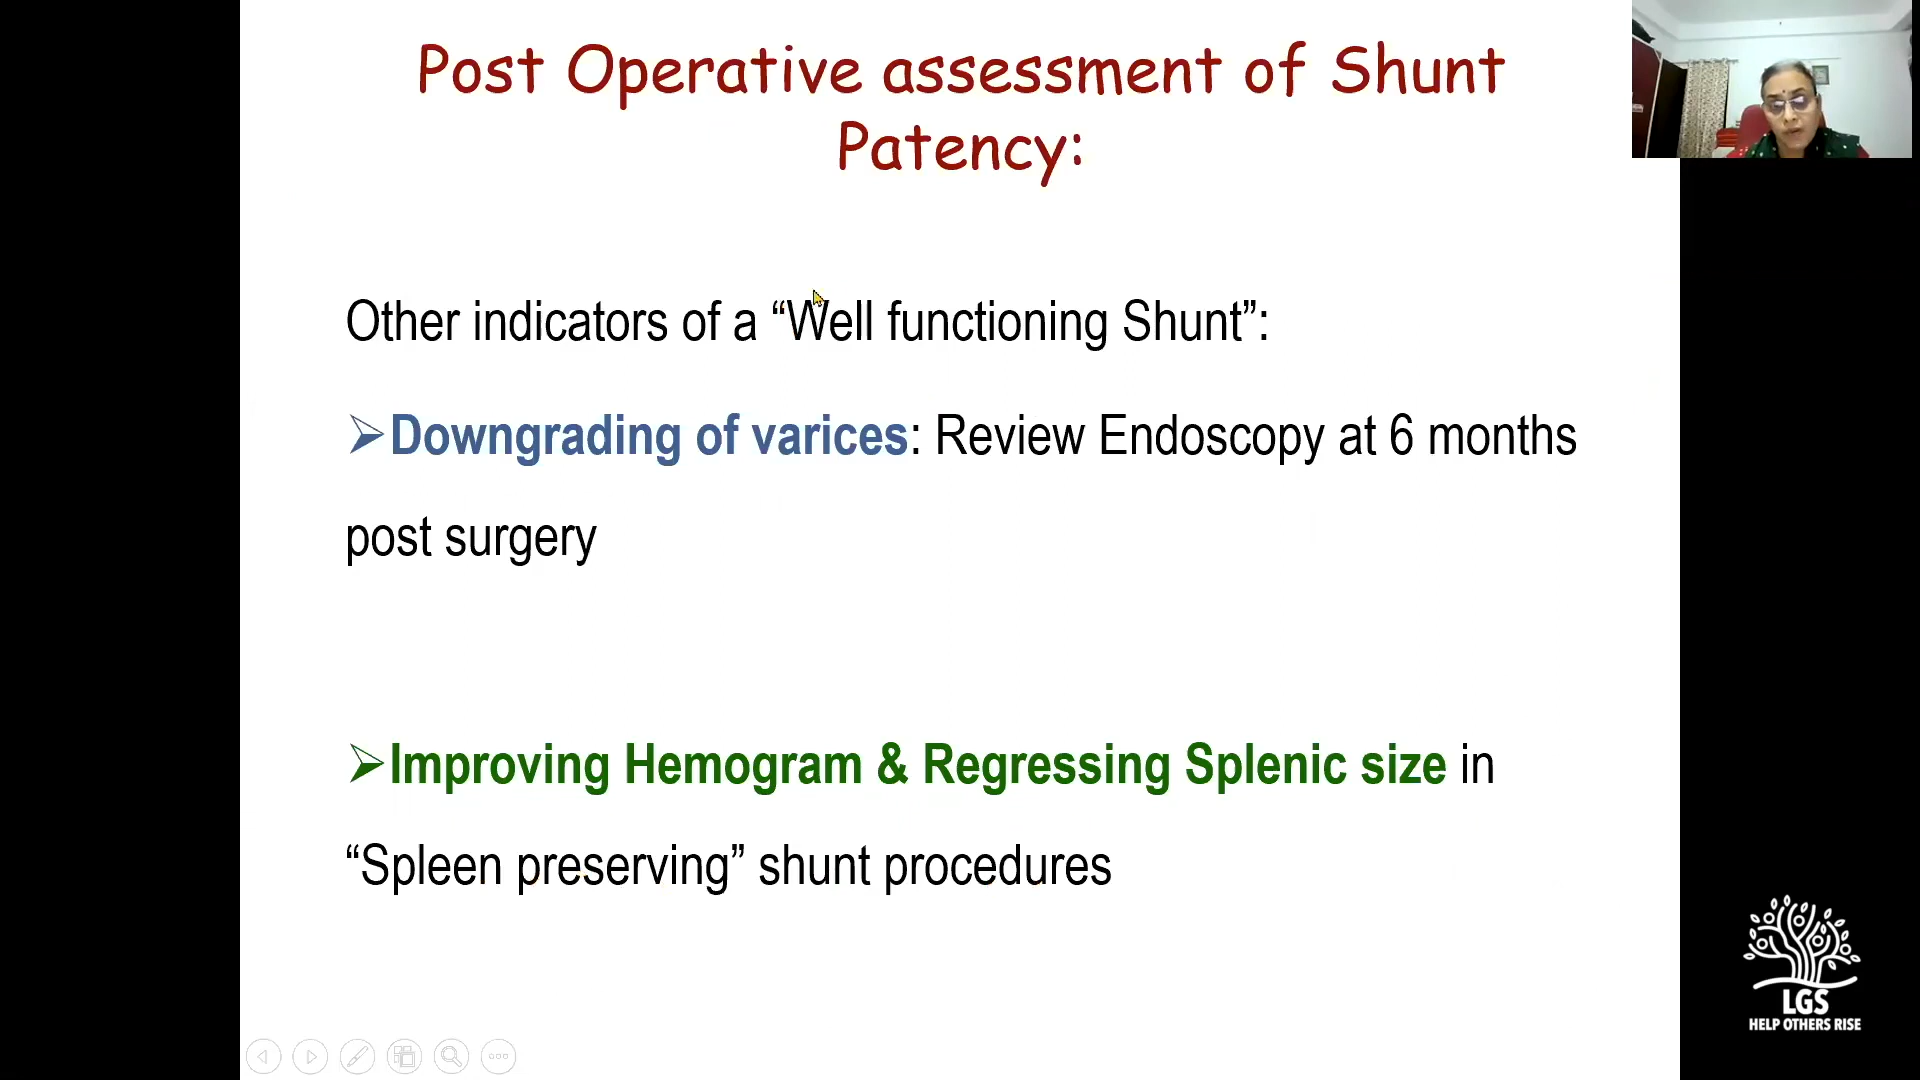 Post Operative assessment of Shunt
Patency:
Other indicators of a “Well functioning Shunt”:
➢Downgrading of varices: Review Endoscopy at 6 months
post surgery
➢Improving Hemogram & Regressing Splenic size in
“Spleen preserving” shunt procedures
LGS
HELP OTHERS RISE